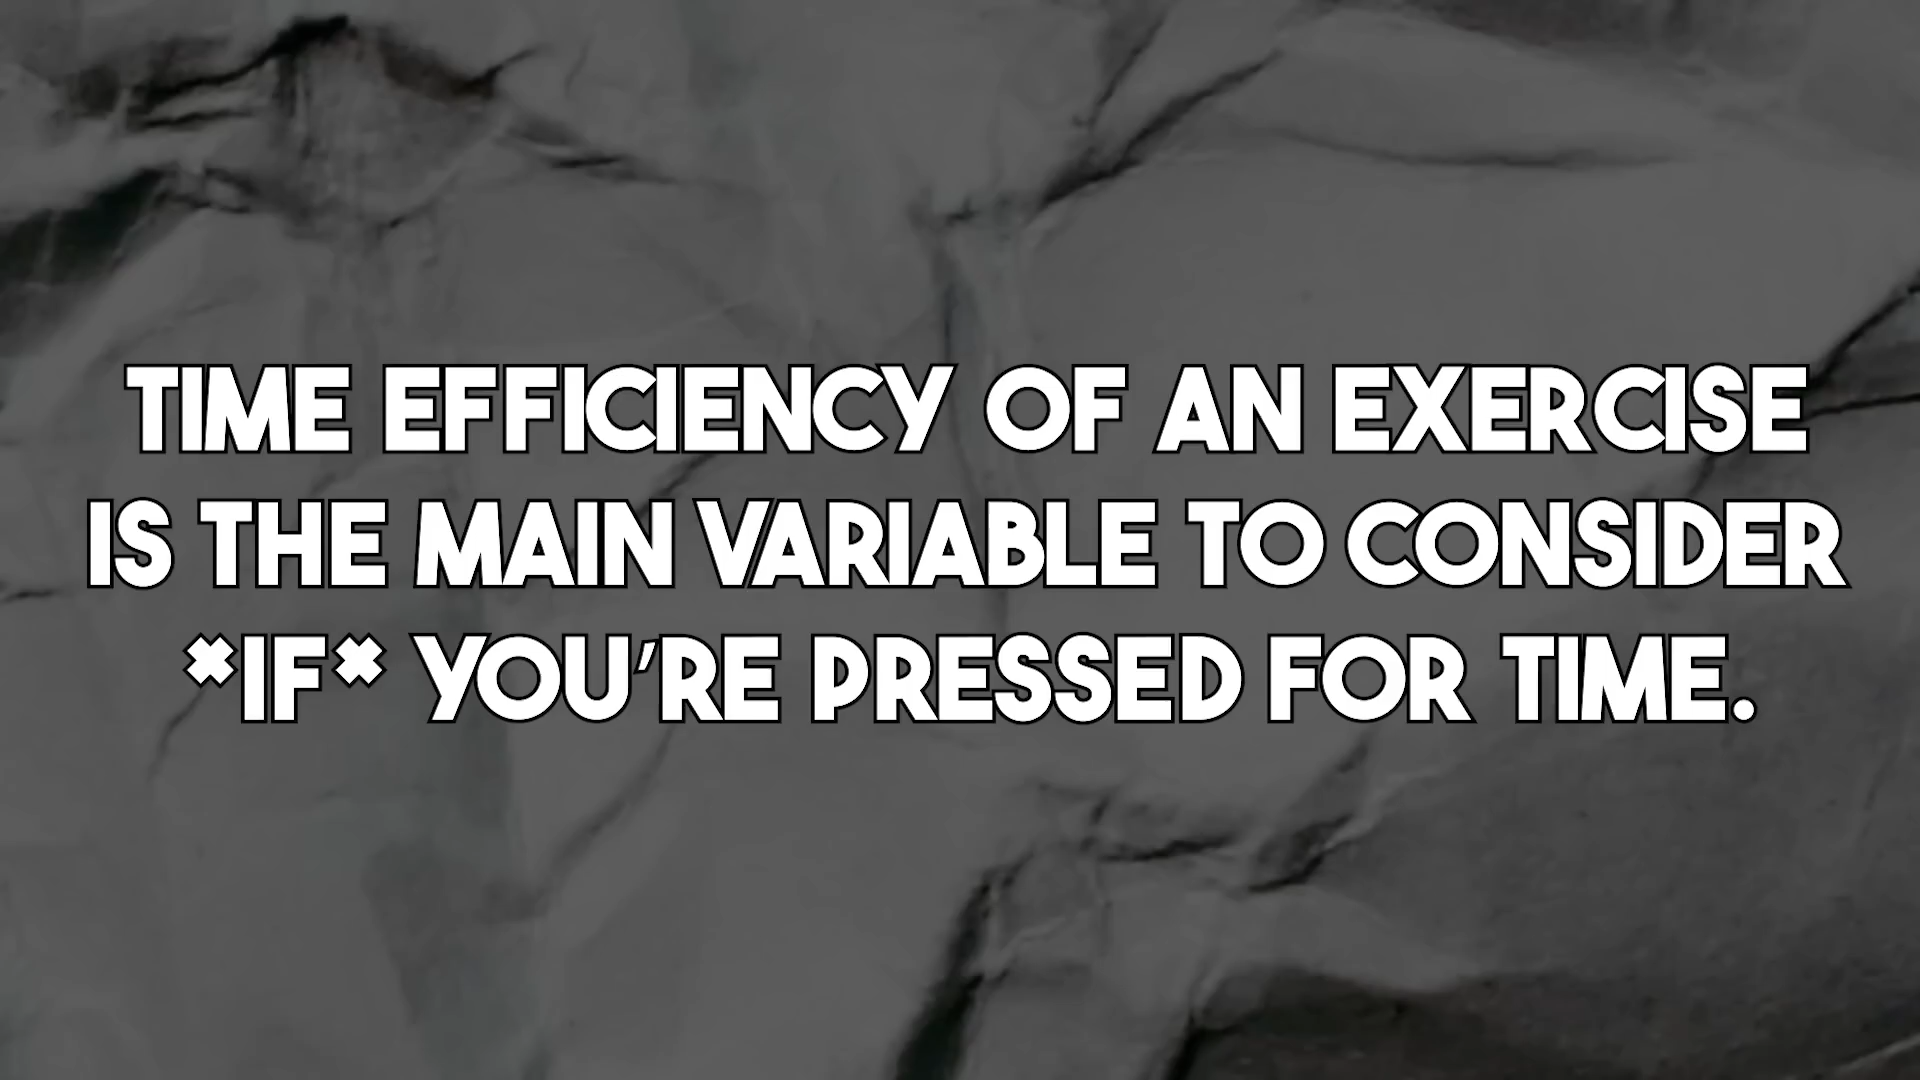 TIME EFFICIENCY OF AN EXERCISE
IS THE MAIN VARIABLE TO CONSIDER
*IF* YOU'RE PRESSED FOR TIME.